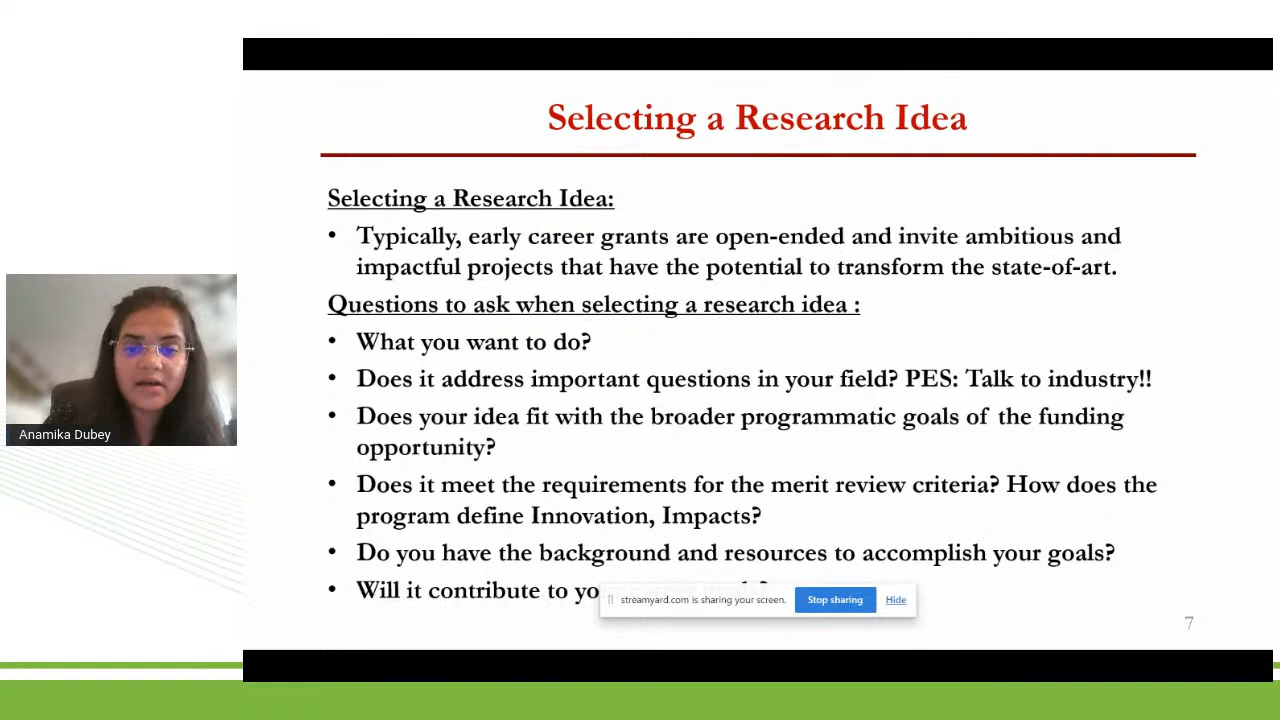 Selecting a Research Idea
Selecting a Research Idea:
• Typically, early career grants are open-ended and invite ambitious and
impactful projects that have the potential to transform the state-of-art.
Questions to ask when selecting a research idea :
• What you want to do?
• Does it address important questions in your field? PES: Talk to industry!!
• Does your idea fit with the broader programmatic goals of the funding
opportunity?
• Does it meet the requirements for the merit review criteria? How does the
program define Innovation, Impacts?
• Do you have the background and resources to accomplish your goals?
• Will it contribute to
streamyard.com is sharing your screen. Stop sharing Hide
7
Anamika Dubey